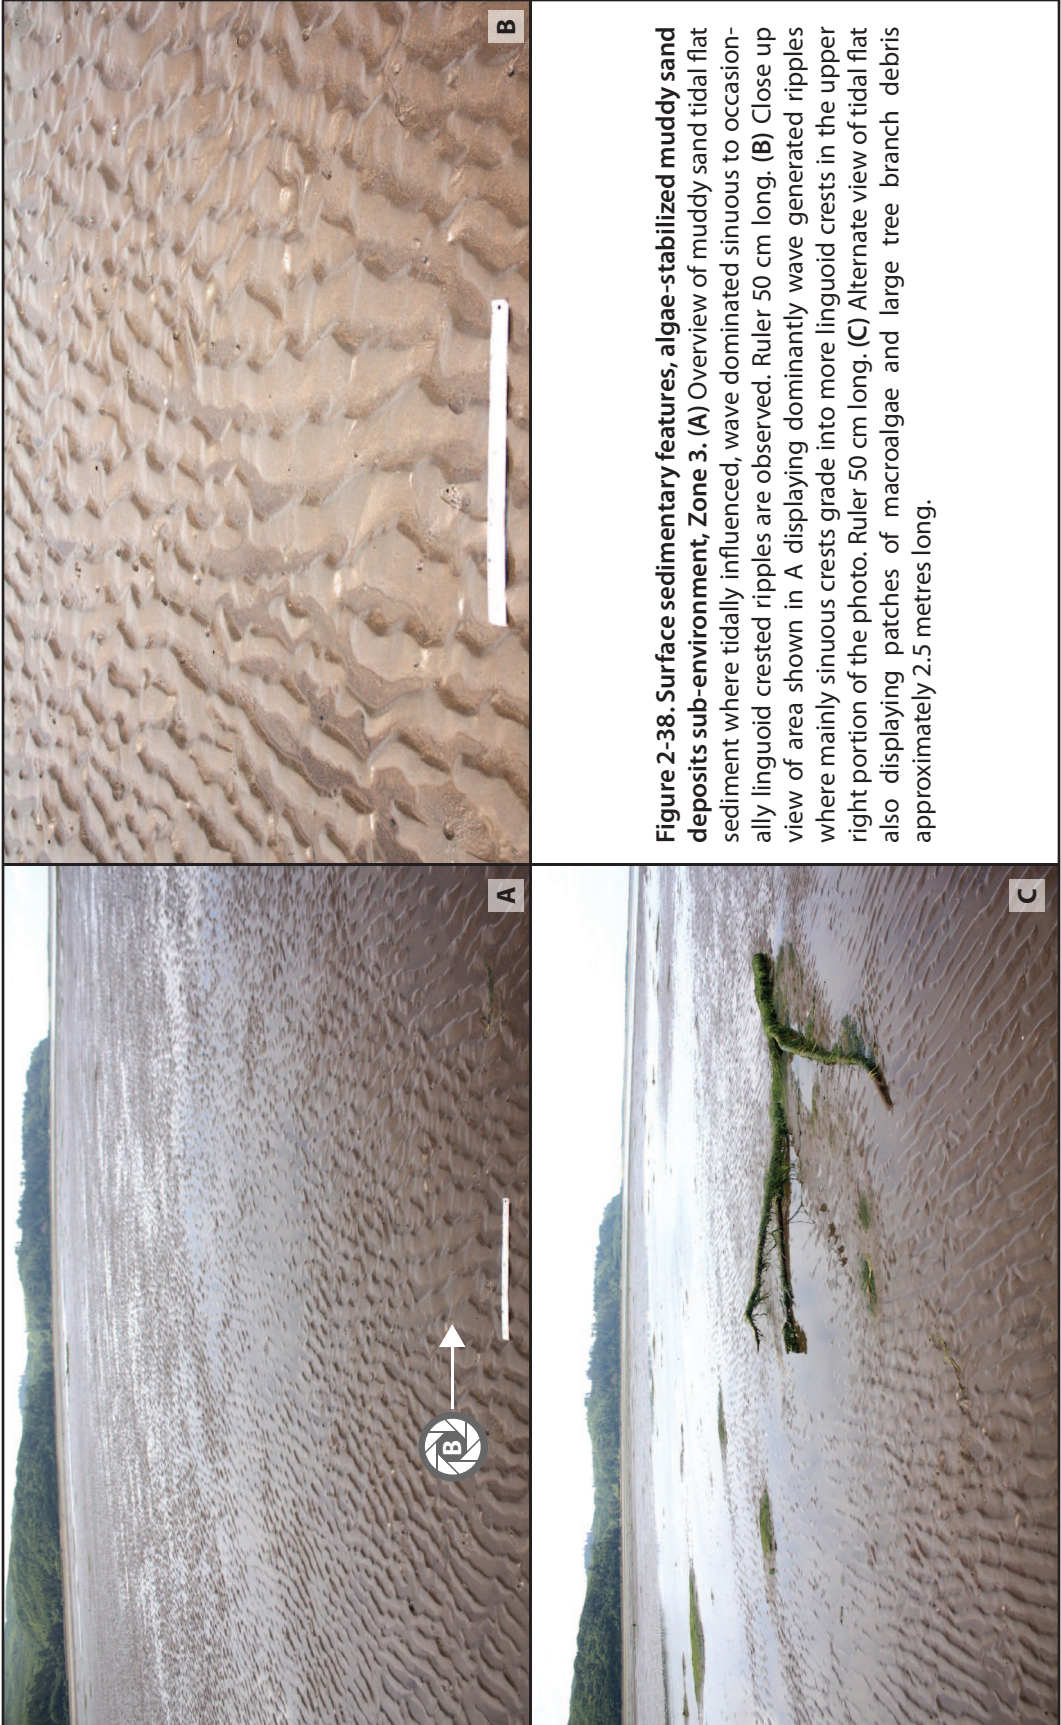 A
B
B
C
Figure 2-38. Surface sedimentary features, algae-stabilized muddy sand
deposits sub-environment, Zone 3. (A) Overview of muddy sand tidal flat
sediment where tidally influenced, wave dominated sinuous to occasion-
ally linguoid crested ripples are observed. Ruler 50 cm long. (B) Close up
view of area shown in A displaying dominantly wave generated ripples
where mainly sinuous crests grade into more linguoid crests in the upper
right portion of the photo. Ruler 50 cm long. (C) Alternate view of tidal flat
also displaying patches of macroalgae and large tree branch debris
approximately 2.5 metres long.